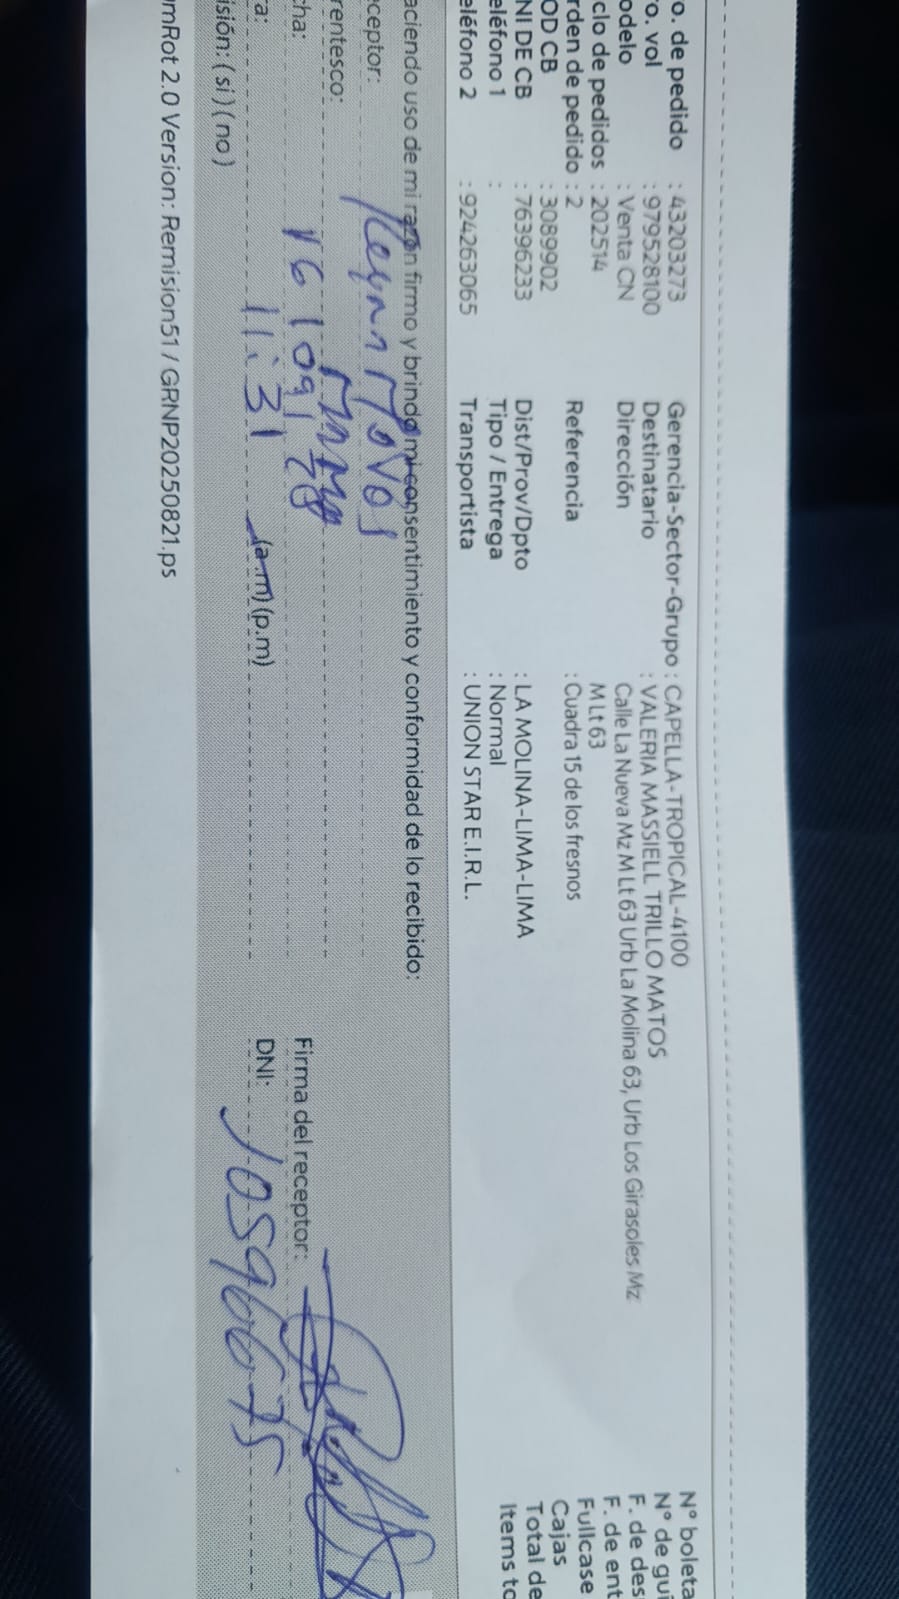 ro. de pedido : 43203273
ro. vol : 979528100
odelo : Venta CN
clo de pedidos : 202514
rden de pedido : 2
OD CB : 30899902
NI DE CB : 76396233
eléfono 1 :
eléfono 2 : 924263065
Gerencia-Sector-Grupo : CAPELLA-TROPICAL-4100
Destinatario : VALERIA MASSIELL TRILLO MATOS
Dirección Calle La Nueva Mz M Lt 63 Urb La Molina 63, Urb Los Girasoles Mz
M Lt 63
Referencia : Cuadra 15 de los fresnos
Dist/Prov/Dpto : LA MOLINA-LIMA-LIMA
Tipo / Entrega : Normal
Transportista : UNION STAR E.I.R.L.
N° boleta
N° de guí
F. de des
F. de ent
Fullcase
Cajas
Total de
Items to
aciendo uso de mi razón firmo y brindo mi consentimiento y conformidad de lo recibido:
eceptor:
rentesco:
cha: 16 / 09 /
ra: 11:31 (a.m) (p.m)
isión: ( si ) ( no )
Firma del receptor:
DNI: 10596675
mRot 2.0 Version: Remision51 / GRNP20250821.ps